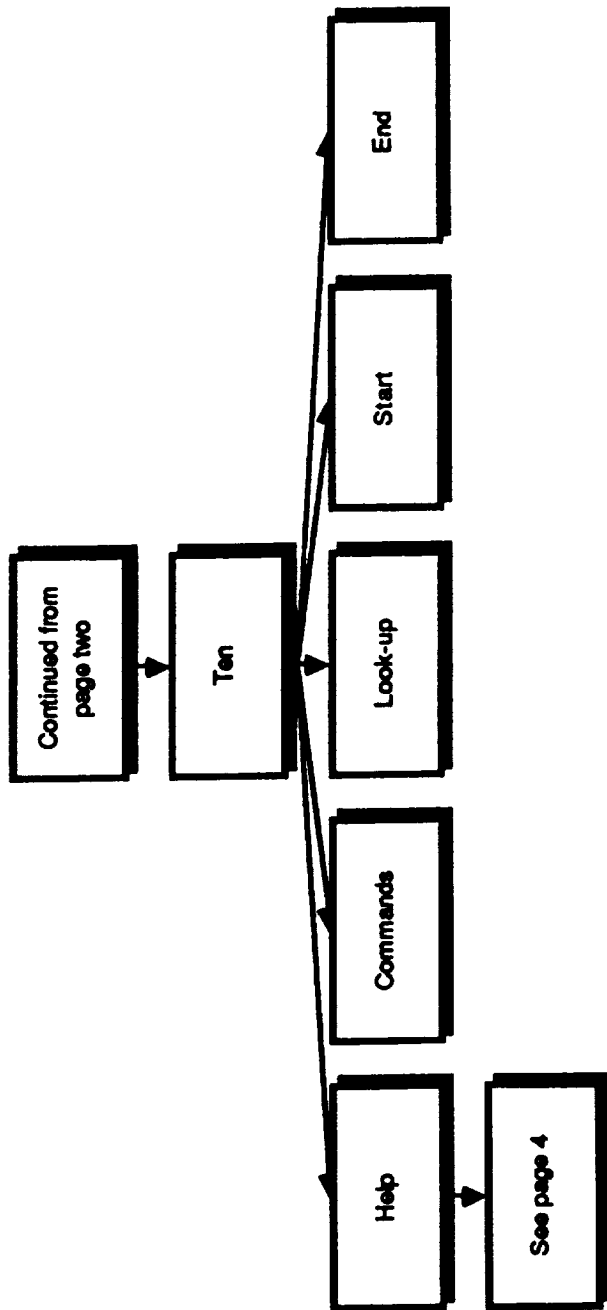 Continued from
page two
Ten
Help
Commands
Look-up
Start
End
See page 4